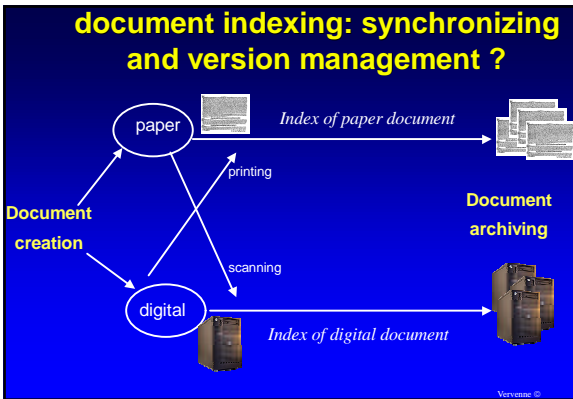 document indexing: synchronizing
and version management ?
paper
Index of paper document
printing
Document
creation
Document
archiving
scanning
digital
Index of digital document
Vervenne ©